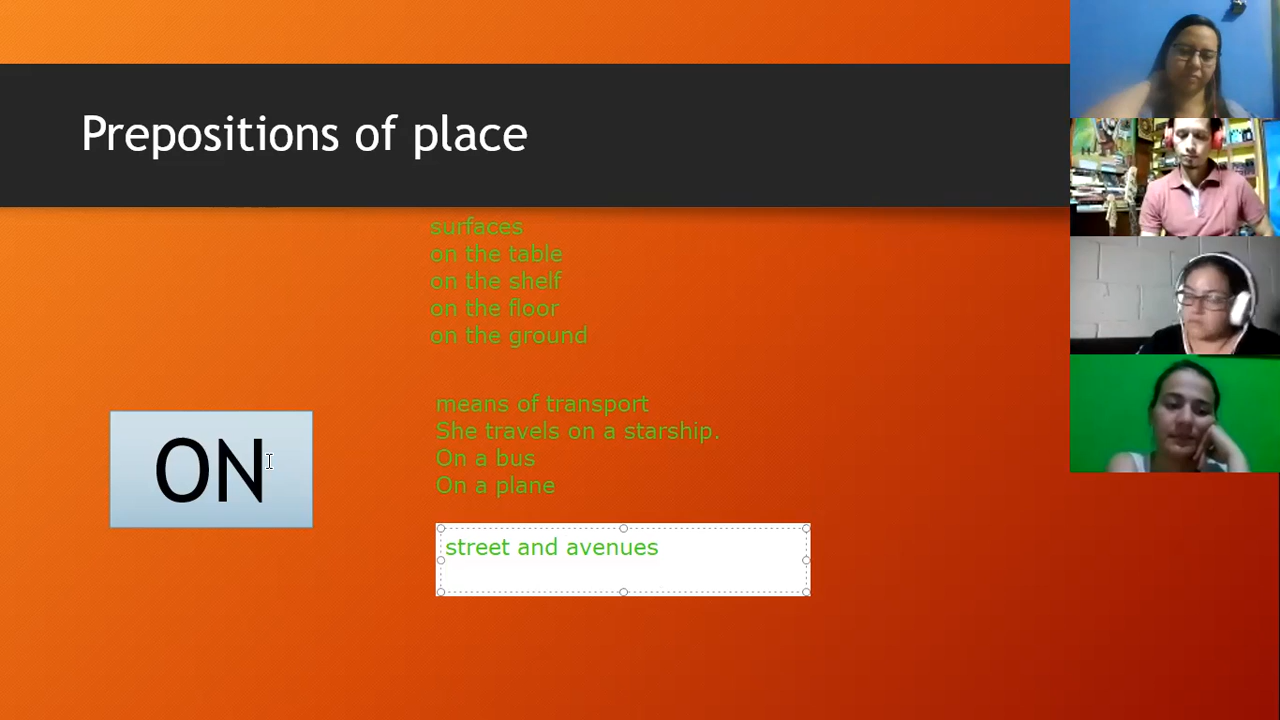 Prepositions of place
surfaces
on the table
on the shelf
on the floor
on the ground
means of transport
She travels on a starship.
On a bus
On a plane
ON
street and avenues